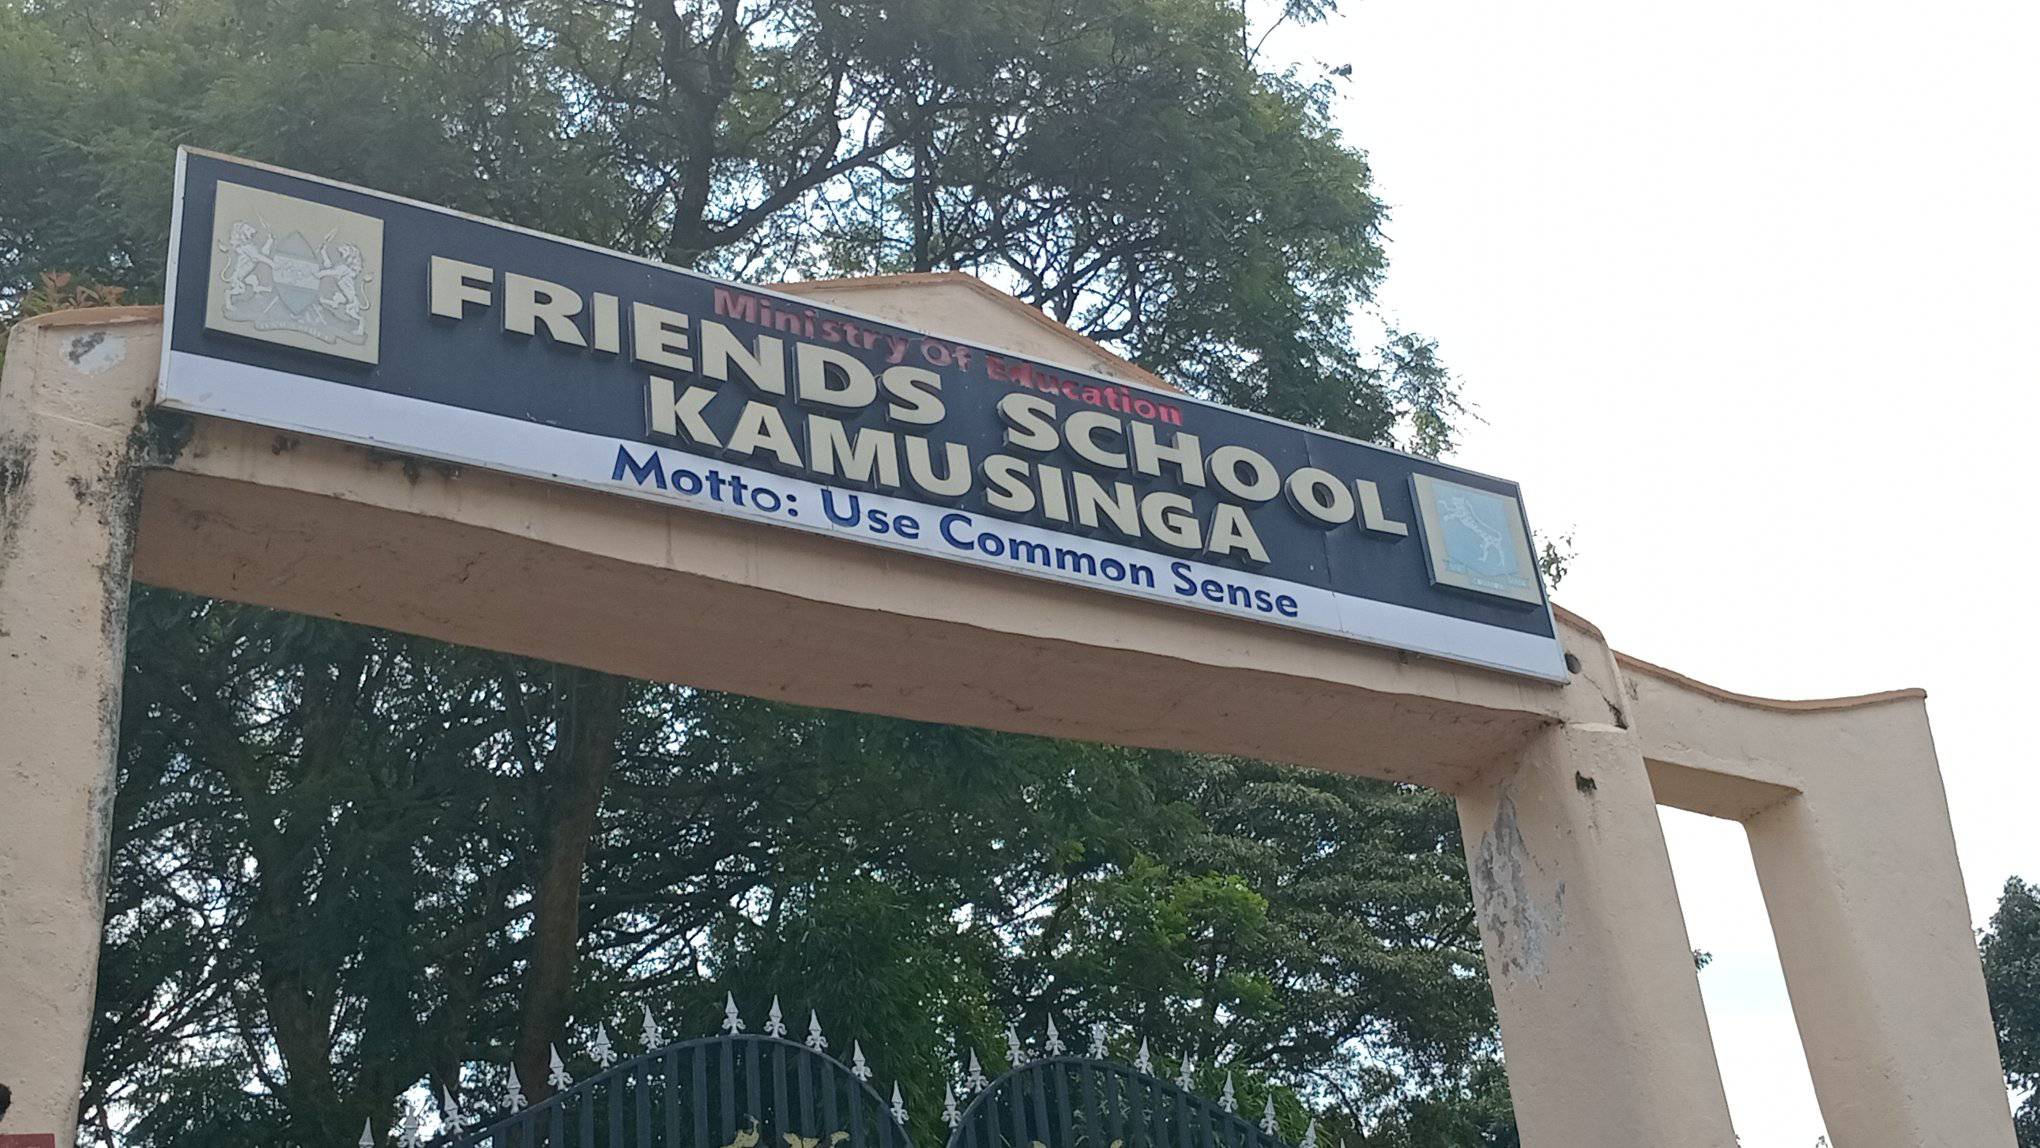 Ministry Of Education
FRIENDS SCHOOL
KAMUSINGA
Motto: Use Common Sense